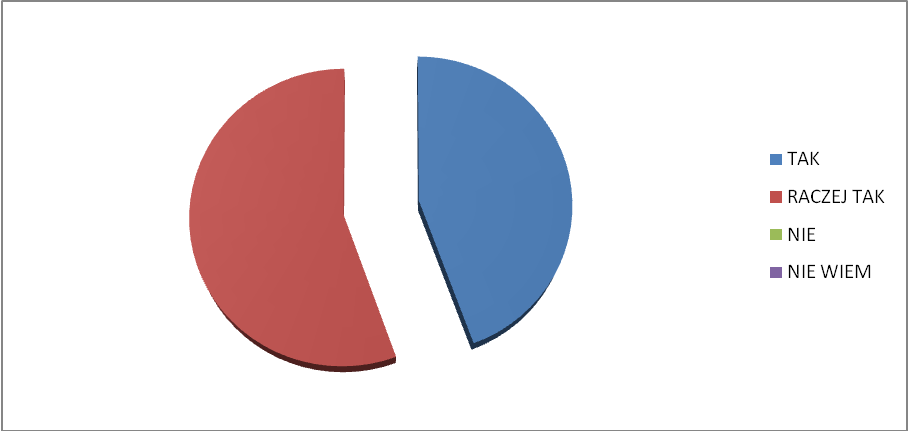 TAK
RACZEJ TAK
NIE
NIE WIEM